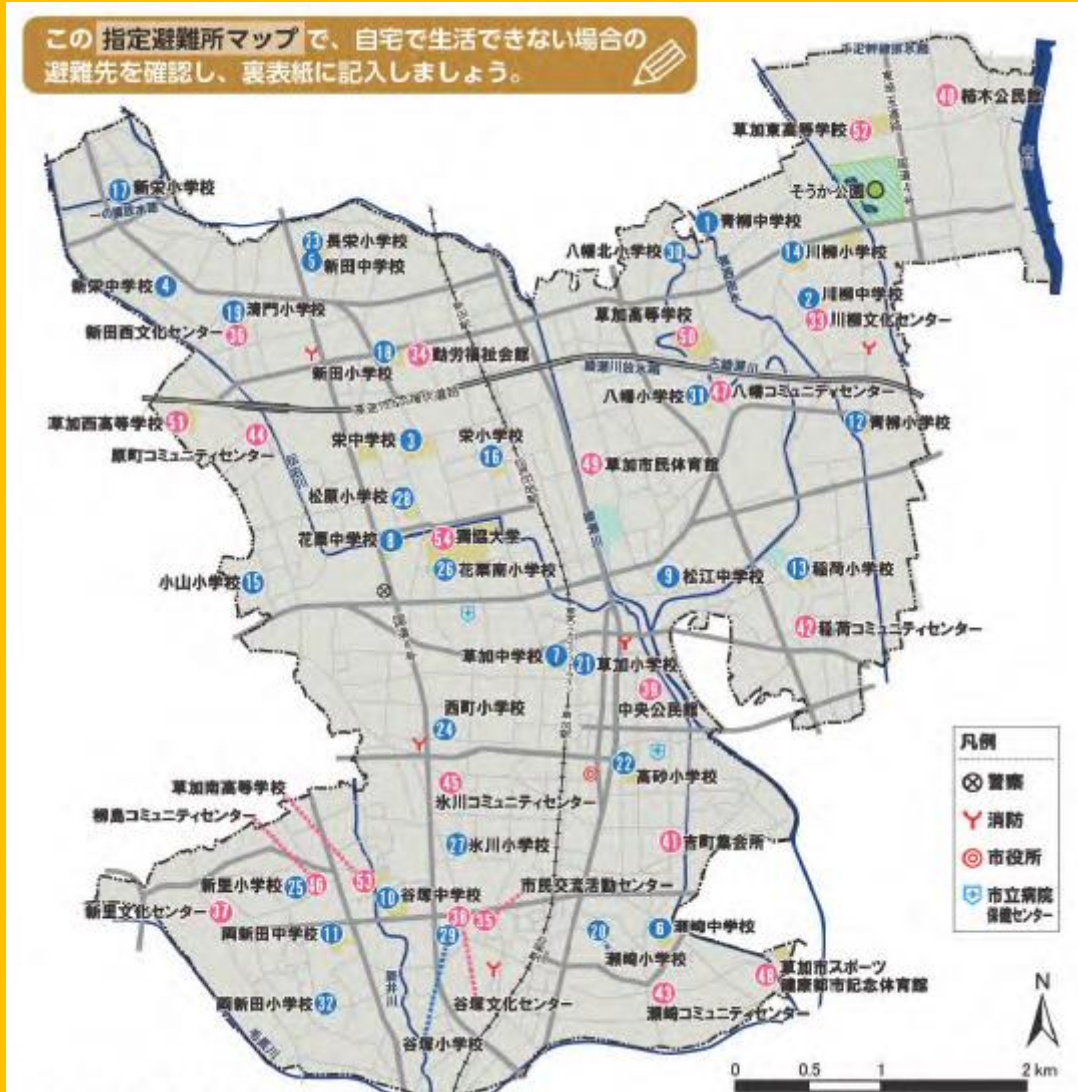 この 指定避難所マップ で、自宅で生活できない場合の
避難先を確認し、裏表紙に記入しましょう。
40 柿木公民館
草加東高等学校 52
そうか公園
17 新栄小学校
1 青柳中学校
23 長栄小学校
八幡北小学校 30
14 川柳小学校
5 新田中学校
新栄中学校 4
2 川柳中学校
19 清門小学校
草加高等学校
33 川柳文化センター
新田西文化センター 36
50
18
34 勤労福祉会館
新田小学校
綾瀬川放水路
古綾瀬川
八幡小学校 31
47 八幡コミュニティセンター
草加西高等学校 51
12 青柳小学校
44
原町コミュニティセンター
栄中学校 3
栄小学校
16
49 草加市民体育館
松原小学校 28
綾瀬川
花栗中学校 8
54 獨協大学
26 花栗南小学校
小山小学校 15
9 松江中学校
13 稲荷小学校
42 稲荷コミュニティセンター
草加中学校 7
21 草加小学校
中央公民館
西町小学校
24
22
高砂小学校
45
氷川コミュニティセンター
草加南高等学校
柳島コミュニティセンター
27 氷川小学校
41 吉町集会所
市民交流活動センター
新里小学校 25 46
53
10 谷塚中学校
新里文化センター 37
35
両新田中学校 11
29
20
6 瀬崎中学校
瀬崎小学校
48 草加市スポーツ
健康都市記念体育館
両新田小学校 32
谷塚文化センター
43
瀬崎コミュニティセンター
谷塚小学校
毛長川
凡例
警察
消防
市役所
市立病院
保健センター
N
0 0.5 1 2 km